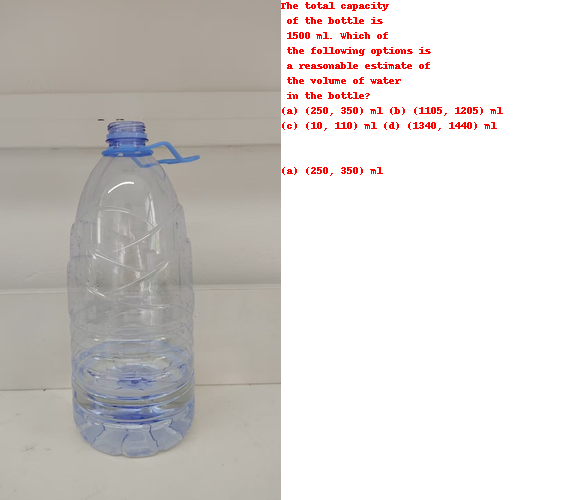 The total capacity
of the bottle is
1500 ml. Which of
the following options is
a reasonable estimate of
the volume of water
in the bottle?
(a) (250, 350) ml (b) (1105, 1205) ml
(c) (10, 110) ml (d) (1340, 1440) ml
(a) (250, 350) ml